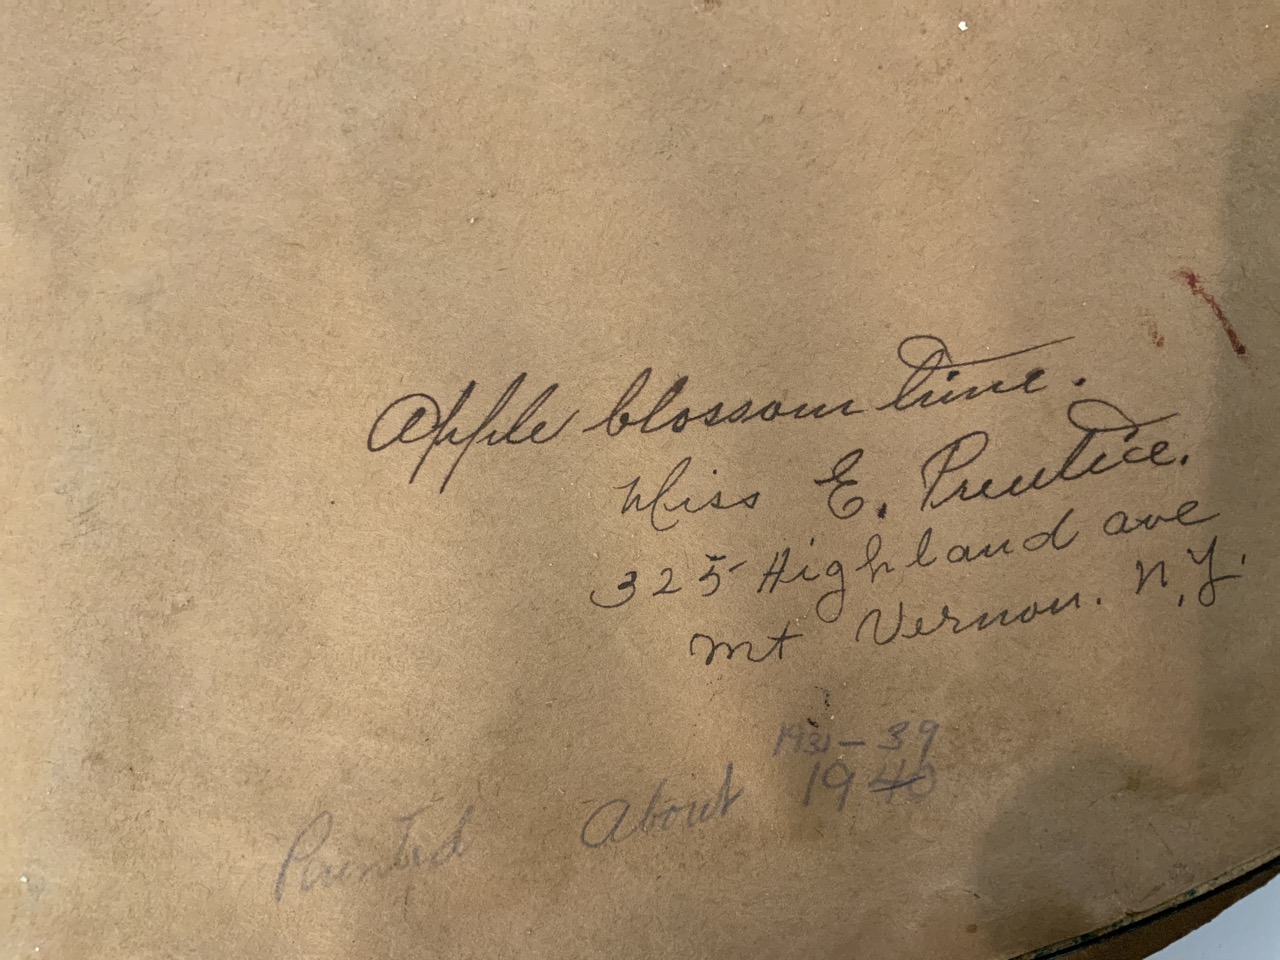 Apple blossom time.
Miss E. Prentice.
325 Highland ave
Mt Vernon. N.Y.
1931-39
Painted About 1940